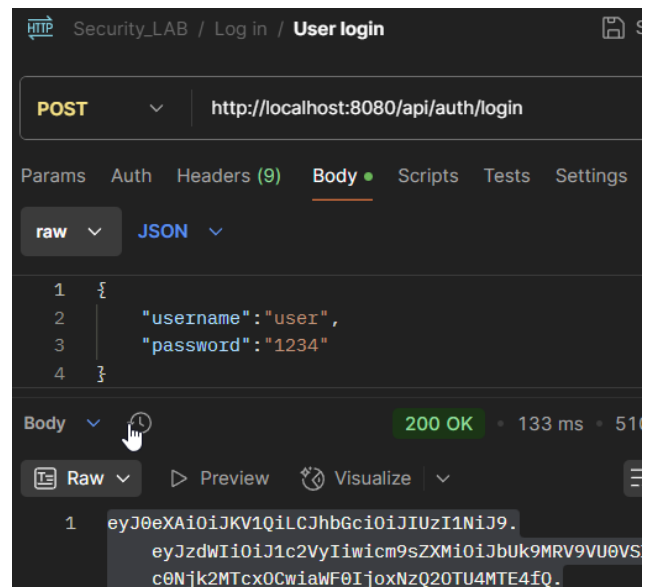 HTTP Security_LAB / Log in / User login
POST http://localhost:8080/api/auth/login
Params Auth Headers (9) Body Scripts Tests Settings
raw JSON
1 {
2 "username":"user",
3 "password":"1234"
4 }
Body 200 OK • 133 ms • 51
Raw Preview Visualize
1 eyJ0eXAiOiJKV1QiLCJhbGciOiJIUzI1NiJ9.
eyJzdWIiOiJ1c2VyIiwicm9sZXMiOiJbUk9MRV9VU0VS
c0Njk2MTcxOCwiaWF0IjoxNzQ2OTU4MTE4fQ.